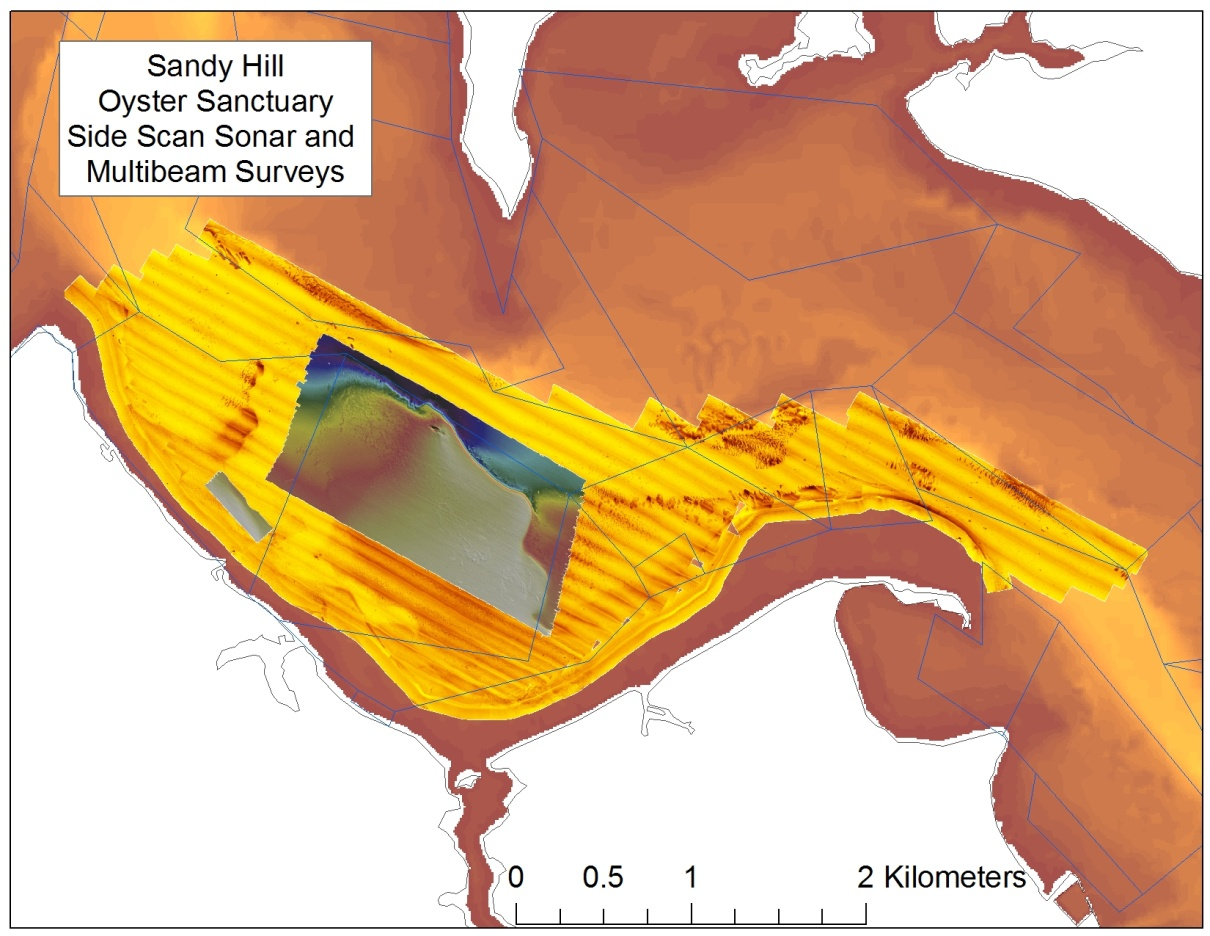 Sandy Hill
Oyster Sanctuary
Side Scan Sonar and
Multibeam Surveys
0 0.5 1 2 Kilometers